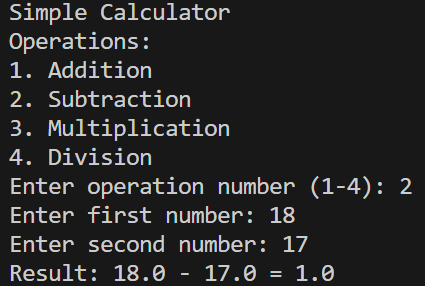 Simple Calculator
Operations:
1. Addition
2. Subtraction
3. Multiplication
4. Division
Enter operation number (1-4): 2
Enter first number: 18
Enter second number: 17
Result: 18.0 - 17.0 = 1.0